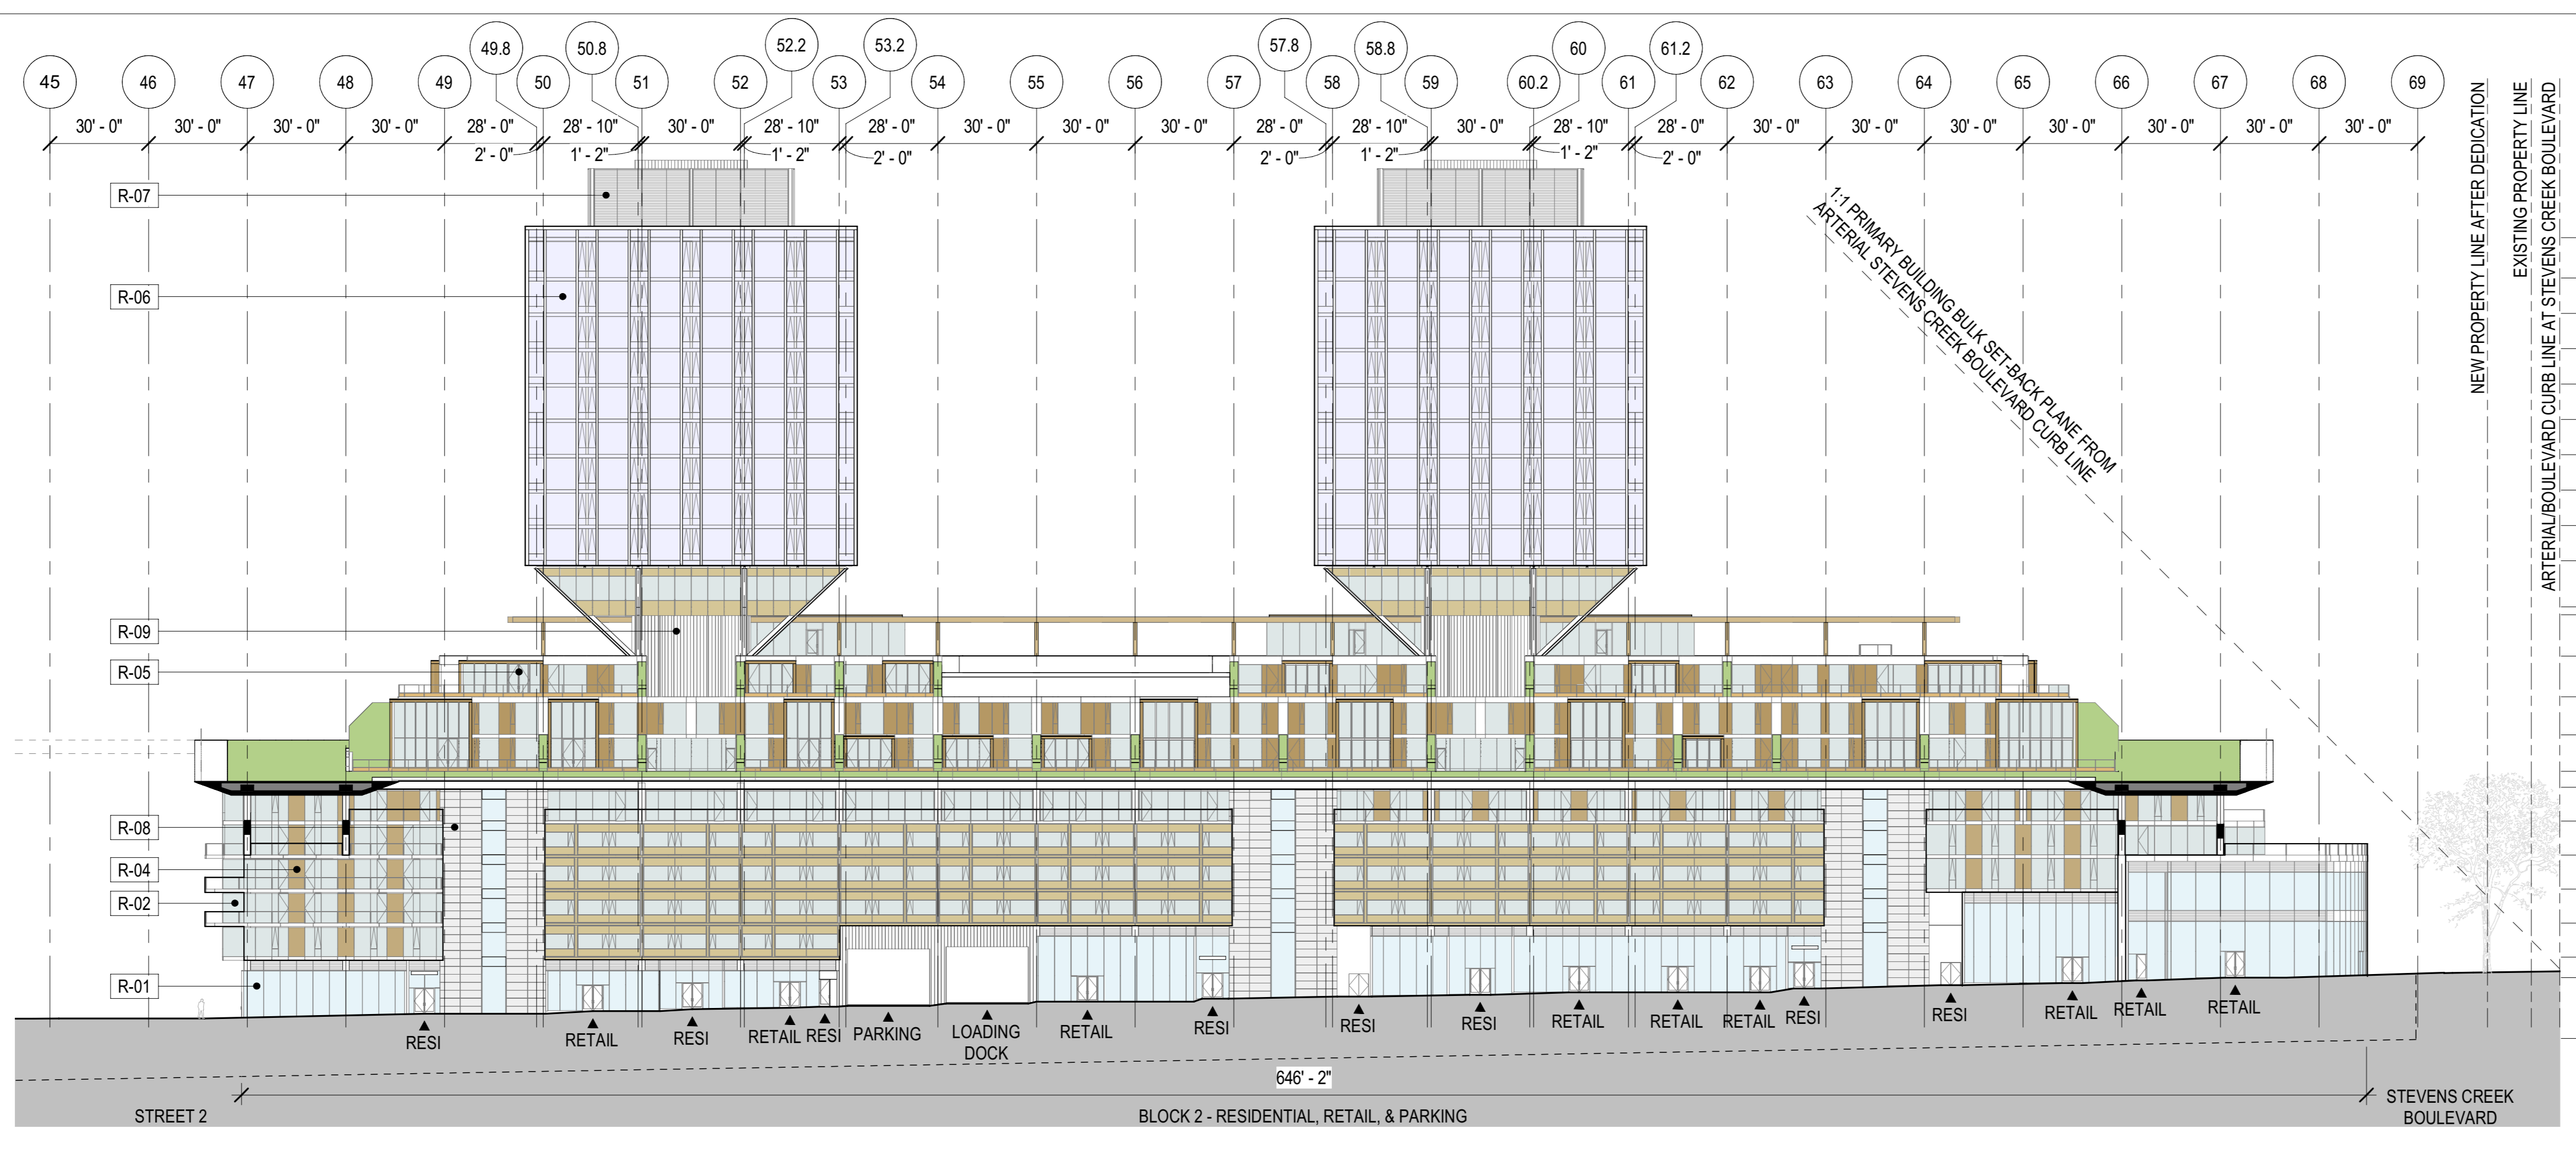 49.8 50.8 52.2 53.2 57.8 58.8 60 61.2
45 46 47 48 49 50 51 52 53 54 55 56 57 58 59 60.2 61 62 63 64 65 66 67 68 69
30' - 0" 30' - 0" 30' - 0" 30' - 0" 28' - 0" 28' - 10" 30' - 0" 28' - 10" 28' - 0" 30' - 0" 30' - 0" 30' - 0" 28' - 0" 28' - 10" 30' - 0" 28' - 10" 28' - 0" 30' - 0" 30' - 0" 30' - 0" 30' - 0" 30' - 0" 30' - 0" 30' - 0"
2' - 0" 1' - 2" 1' - 2" 2' - 0" 2' - 0" 1' - 2" 1' - 2" 2' - 0"
NEW PROPERTY LINE AFTER DEDICATION
EXISTING PROPERTY LINE
ARTERIAL/BOULEVARD CURB LINE AT STEVENS CREEK BOULEVARD
1:1 PRIMARY BUILDING BULK SET-BACK PLANE FROM
ARTERIAL STEVENS CREEK BOULEVARD CURB LINE
R-07
R-06
R-09
R-05
R-08
R-04
R-02
R-01
RESI
RETAIL
RESI
RETAIL
RESI
PARKING
LOADING
DOCK
RETAIL
RESI
RESI
RESI
RETAIL
RETAIL
RETAIL
RESI
RESI
RETAIL
RETAIL
RETAIL
646' - 2"
STREET 2
BLOCK 2 - RESIDENTIAL, RETAIL, & PARKING
STEVENS CREEK
BOULEVARD